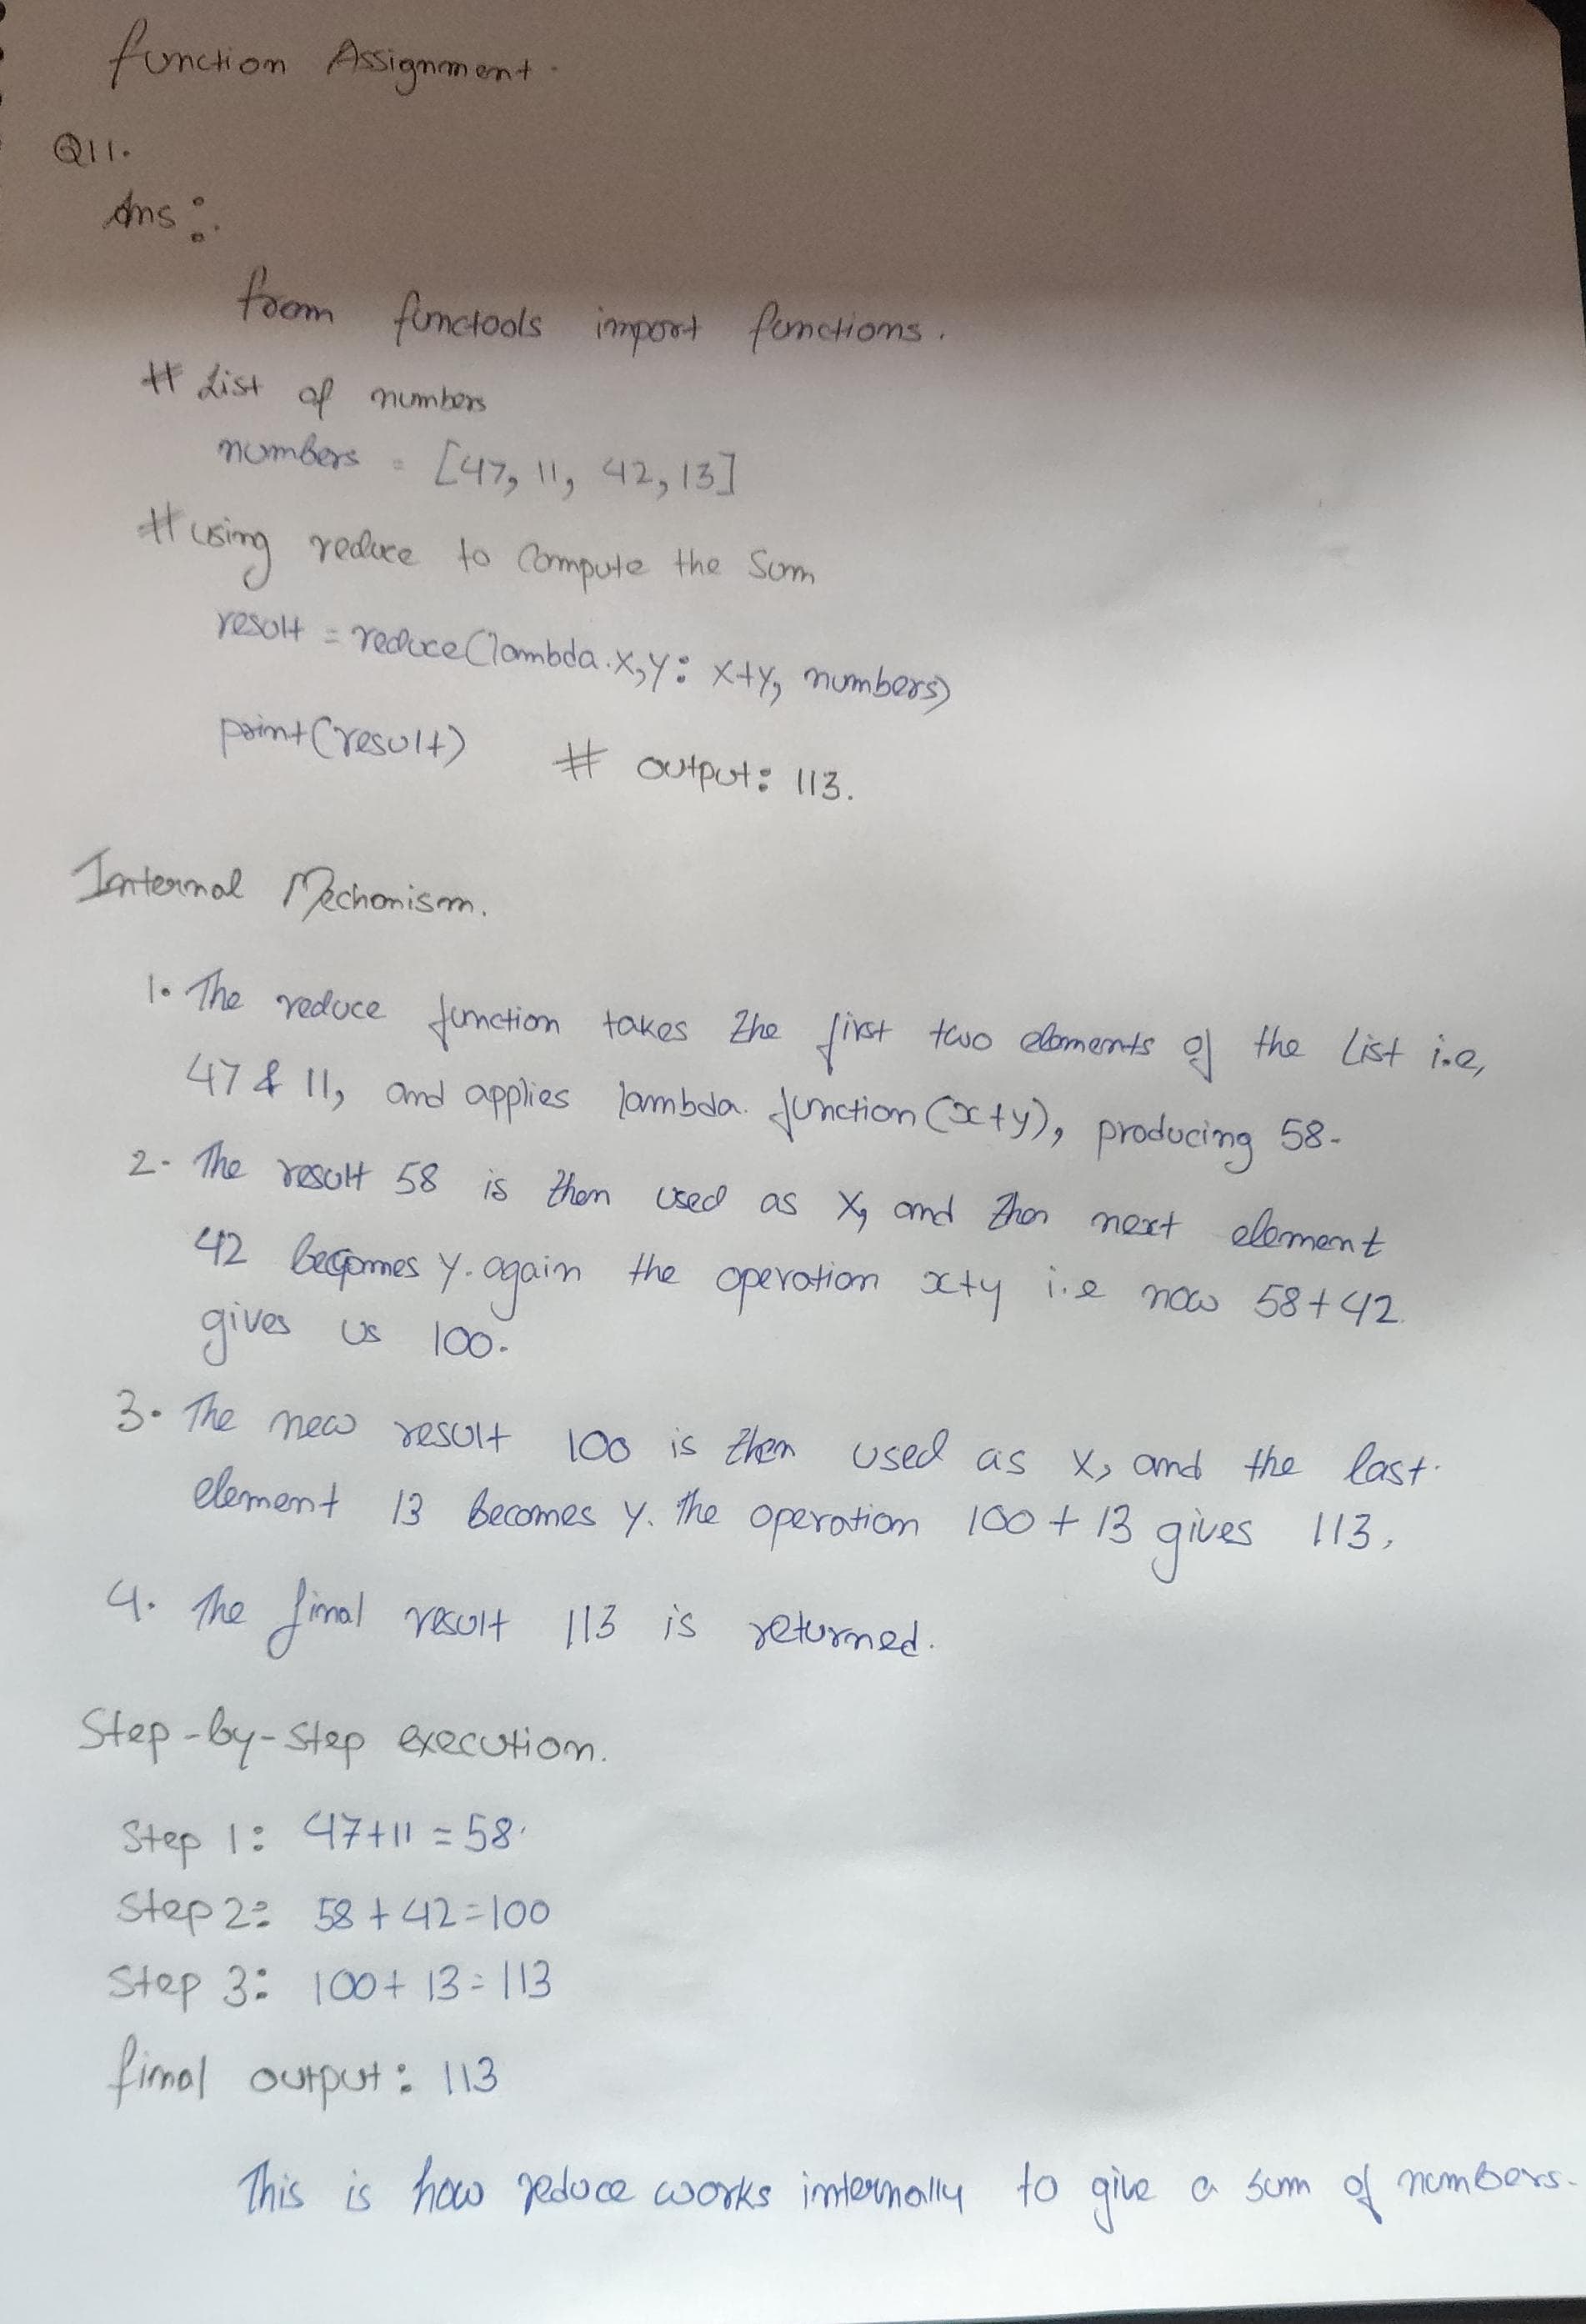 function Assignment.
Q11.
Ans :.
from functools import functions.
# List of numbers
numbers = [47, 11, 42, 13]
# using reduce to compute the sum
result = reduce(lambda x,y: x+y, numbers)
print(result) # output: 113.
Internal Mechanism.
1. The reduce function takes the first two elements of the list i.e,
47 & 11, and applies lambda function (x+y), producing 58.
2. The result 58 is then used as x, and then next element
42 becomes y. again the operation x+y i.e now 58+42
gives us 100.
3. The new result 100 is then used as x, and the last
element 13 becomes y. The operation 100 + 13 gives 113.
4. The final result 113 is returned.
Step-by-step execution.
Step 1: 47+11 = 58.
Step 2: 58 + 42 = 100
Step 3: 100 + 13 = 113
final output: 113
This is how reduce works internally to give a sum of numbers.